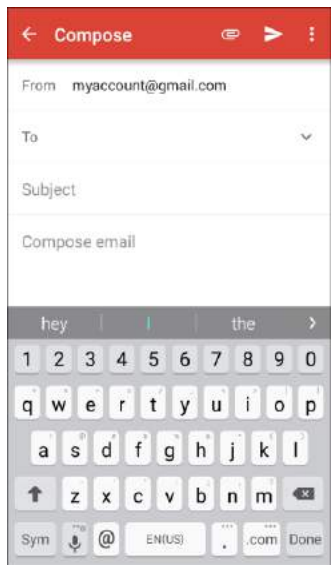 Compose
From myaccount@gmail.com
To
Subject
Compose email
hey I the
1 2 3 4 5 6 7 8 9 0
q w e r t y u i o p
a s d f g h j k l
z x c v b n m
Sym @ EN(US) . .com Done